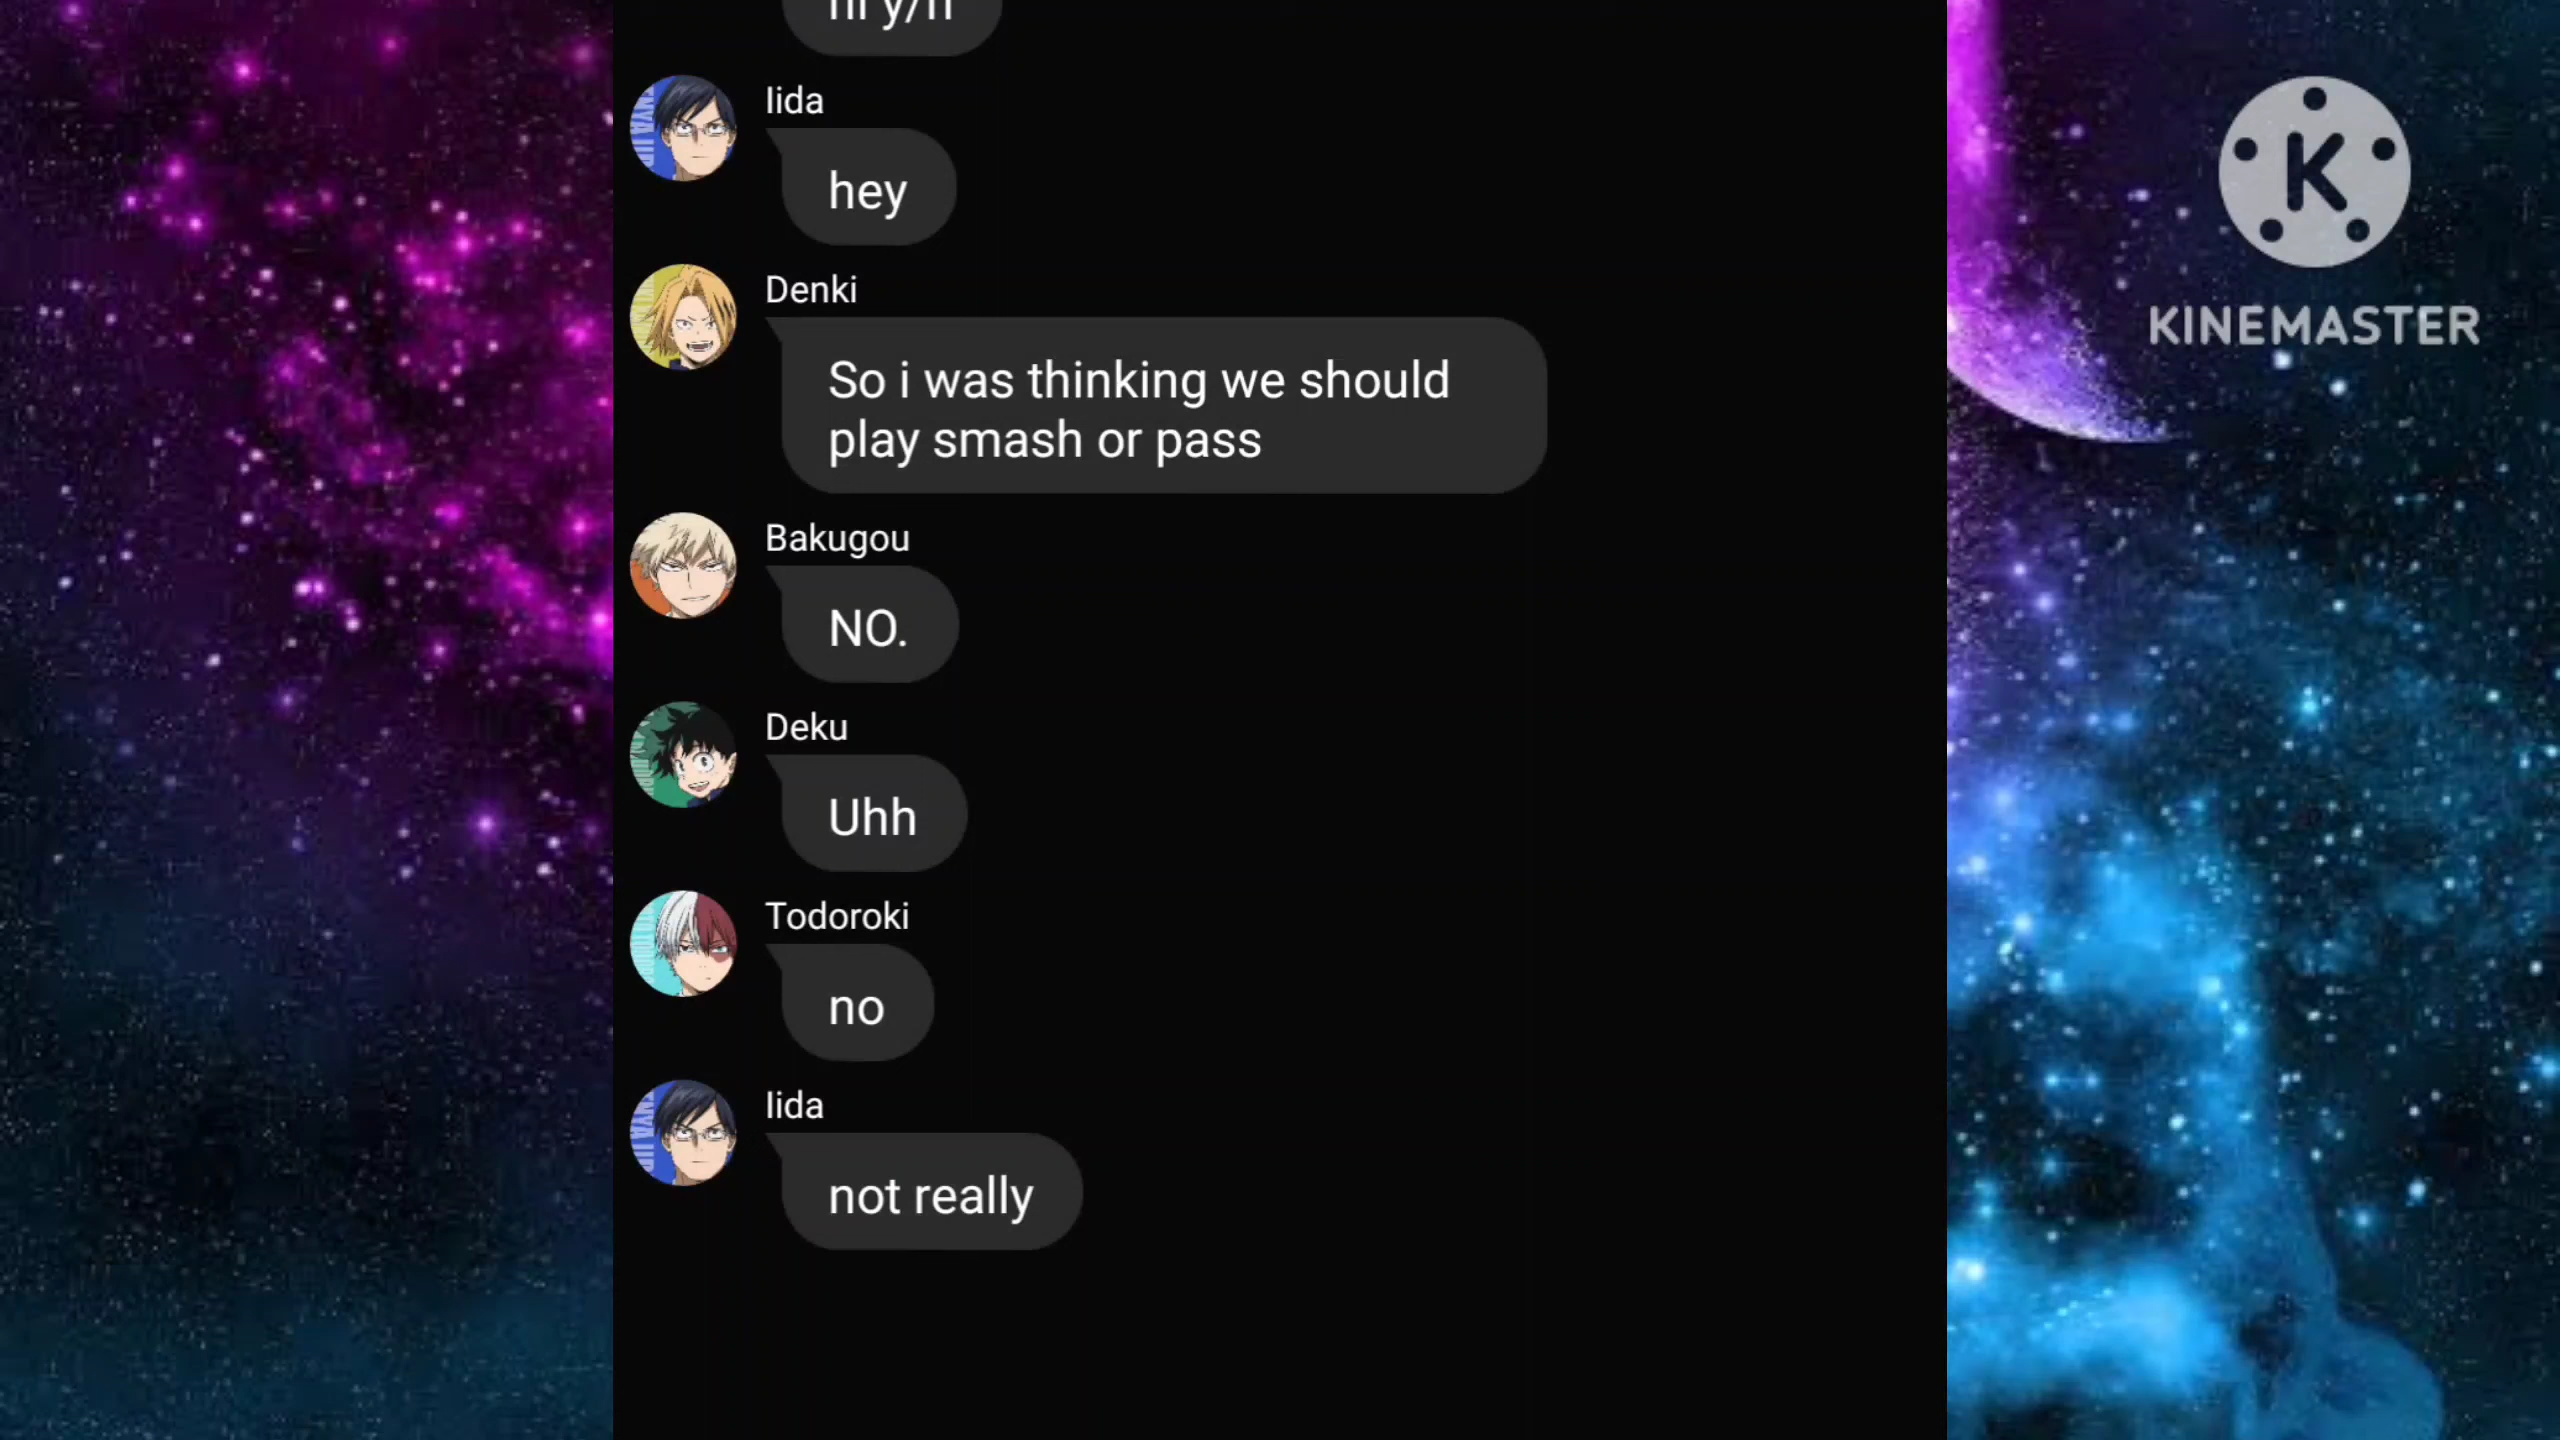 hi y/n
Iida
hey
Denki
So i was thinking we should
play smash or pass
Bakugou
NO.
Deku
Uhh
Todoroki
no
Iida
not really
K
KINEMASTER